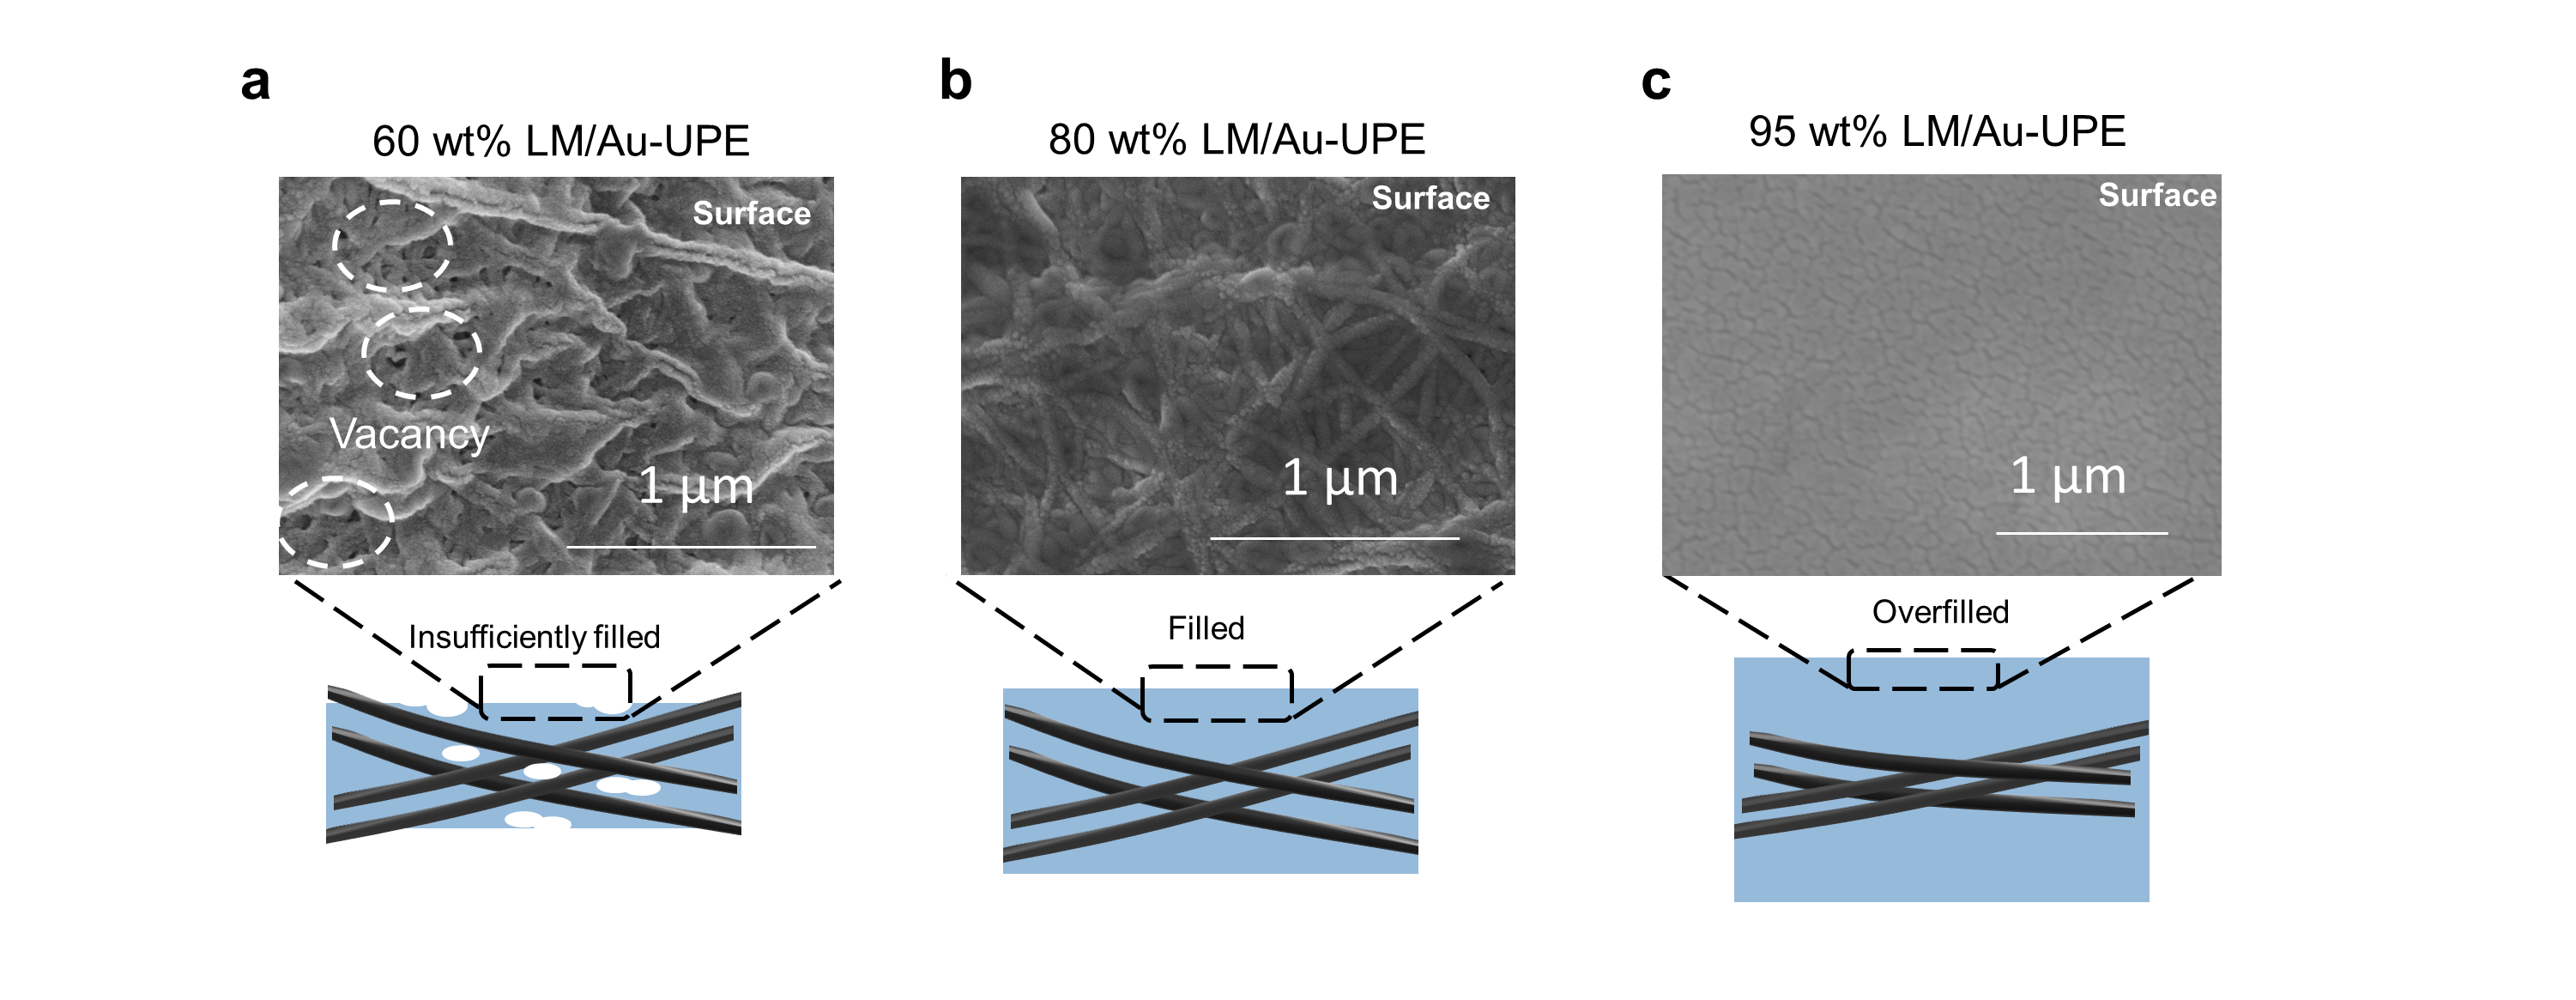 a
60 wt% LM/Au-UPE
Surface
Vacancy
1 μm
Insufficiently filled
b
80 wt% LM/Au-UPE
Surface
1 μm
Filled
c
95 wt% LM/Au-UPE
Surface
1 μm
Overfilled